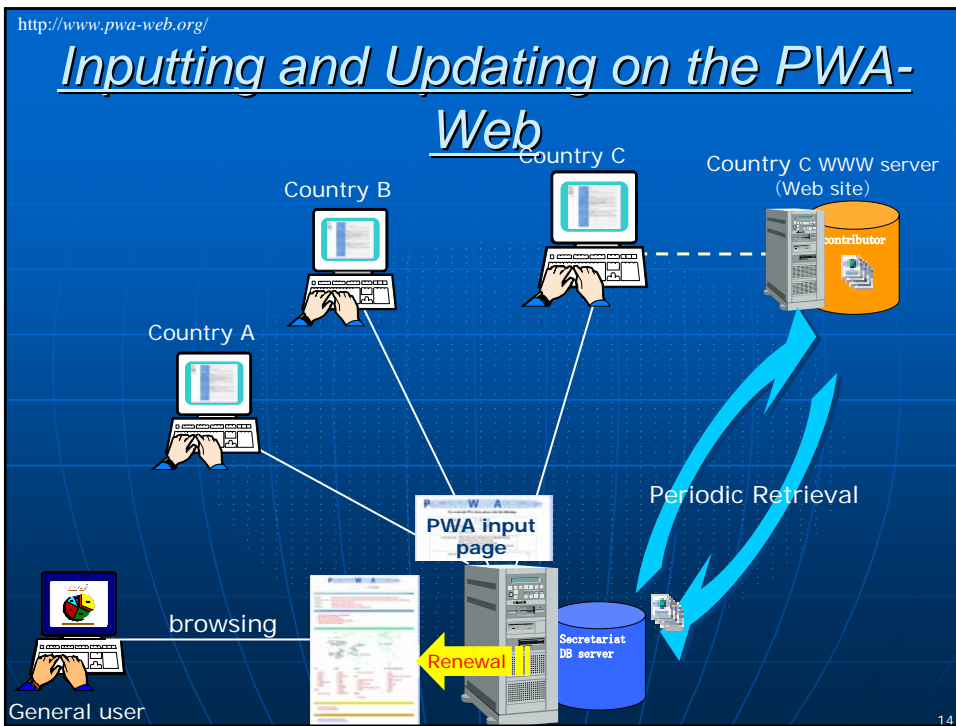 http://www.pwa-web.org/
Inputting and Updating on the PWA-
Web
Country C
Country C WWW server
(Web site)
Country B
contributor
Country A
Periodic Retrieval
PWA input
page
browsing
Renewal
Secretariat
DB server
General user
14